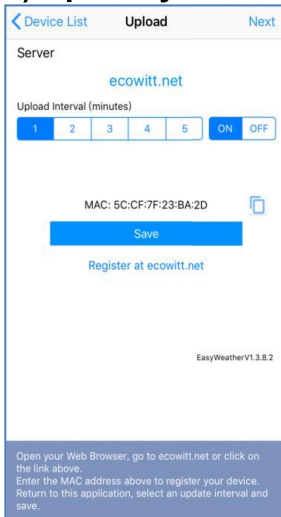 Device List Upload Next
Server
ecowitt.net
Upload Interval (minutes)
1 2 3 4 5 ON OFF
MAC: 5C:CF:7F:23:BA:2D
Save
Register at ecowitt.net
EasyWeatherV1.3.8.2
Open your Web Browser, go to ecowitt.net or click on
the link above.
Enter the MAC address above to register your device.
Return to this application, select an update interval and
save.